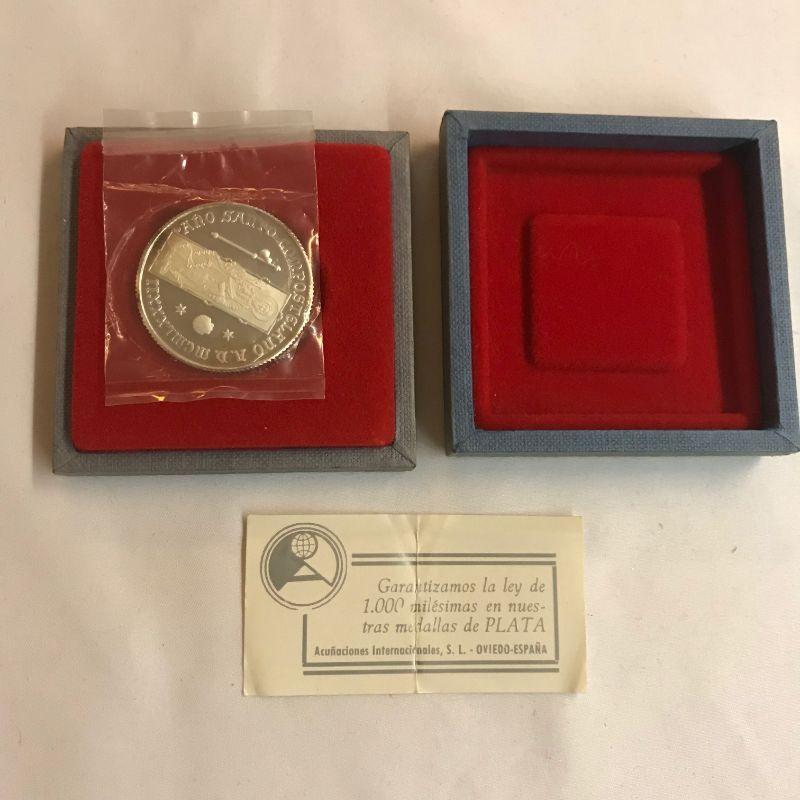 AÑO SANTO COMPOSTELANO A.D.
Garantizamos la ley de
1.000 milésimas en nues-
tras medallas de PLATA
Acuñaciones Internacionales, S. L. - OVIEDO-ESPAÑA